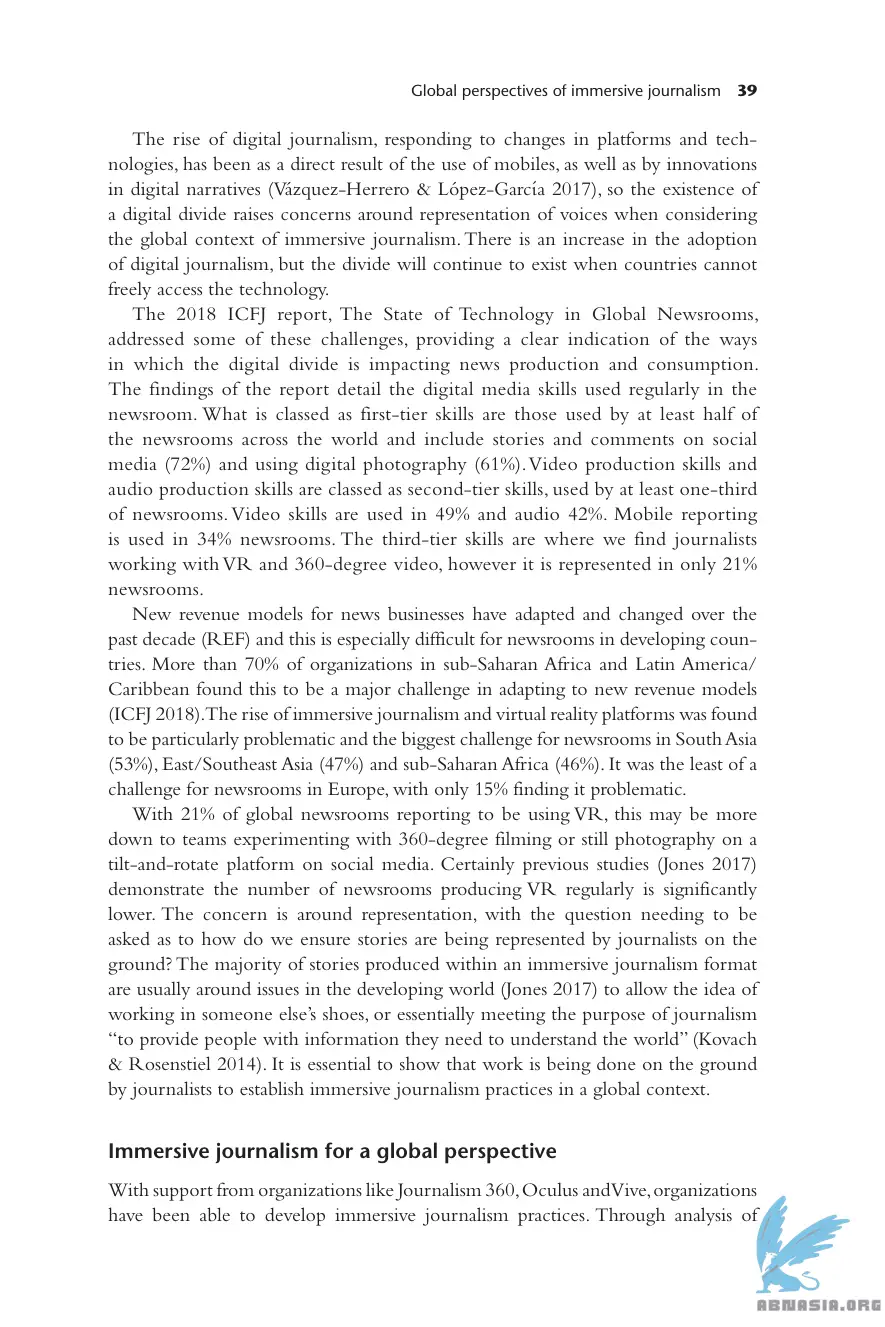 Global perspectives of immersive journalism 39
The rise of digital journalism, responding to changes in platforms and tech-
nologies, has been as a direct result of the use of mobiles, as well as by innovations
in digital narratives (Vázquez-Herrero & López-García 2017), so the existence of
a digital divide raises concerns around representation of voices when considering
the global context of immersive journalism. There is an increase in the adoption
of digital journalism, but the divide will continue to exist when countries cannot
freely access the technology.
The 2018 ICFJ report, The State of Technology in Global Newsrooms,
addressed some of these challenges, providing a clear indication of the ways
in which the digital divide is impacting news production and consumption.
The findings of the report detail the digital media skills used regularly in the
newsroom. What is classed as first-tier skills are those used by at least half of
the newsrooms across the world and include stories and comments on social
media (72%) and using digital photography (61%). Video production skills and
audio production skills are classed as second-tier skills, used by at least one-third
of newsrooms. Video skills are used in 49% and audio 42%. Mobile reporting
is used in 34% newsrooms. The third-tier skills are where we find journalists
working with VR and 360-degree video, however it is represented in only 21%
newsrooms.
New revenue models for news businesses have adapted and changed over the
past decade (REF) and this is especially difficult for newsrooms in developing coun-
tries. More than 70% of organizations in sub-Saharan Africa and Latin America/
Caribbean found this to be a major challenge in adapting to new revenue models
(ICFJ 2018). The rise of immersive journalism and virtual reality platforms was found
to be particularly problematic and the biggest challenge for newsrooms in South Asia
(53%), East/Southeast Asia (47%) and sub-Saharan Africa (46%). It was the least of a
challenge for newsrooms in Europe, with only 15% finding it problematic.
With 21% of global newsrooms reporting to be using VR, this may be more
down to teams experimenting with 360-degree filming or still photography on a
tilt-and-rotate platform on social media. Certainly previous studies (Jones 2017)
demonstrate the number of newsrooms producing VR regularly is significantly
lower. The concern is around representation, with the question needing to be
asked as to how do we ensure stories are being represented by journalists on the
ground? The majority of stories produced within an immersive journalism format
are usually around issues in the developing world (Jones 2017) to allow the idea of
working in someone else’s shoes, or essentially meeting the purpose of journalism
“to provide people with information they need to understand the world” (Kovach
& Rosenstiel 2014). It is essential to show that work is being done on the ground
by journalists to establish immersive journalism practices in a global context.
Immersive journalism for a global perspective
With support from organizations like Journalism 360, Oculus and Vive, organizations
have been able to develop immersive journalism practices. Through analysis of
ABNASIA.ORG